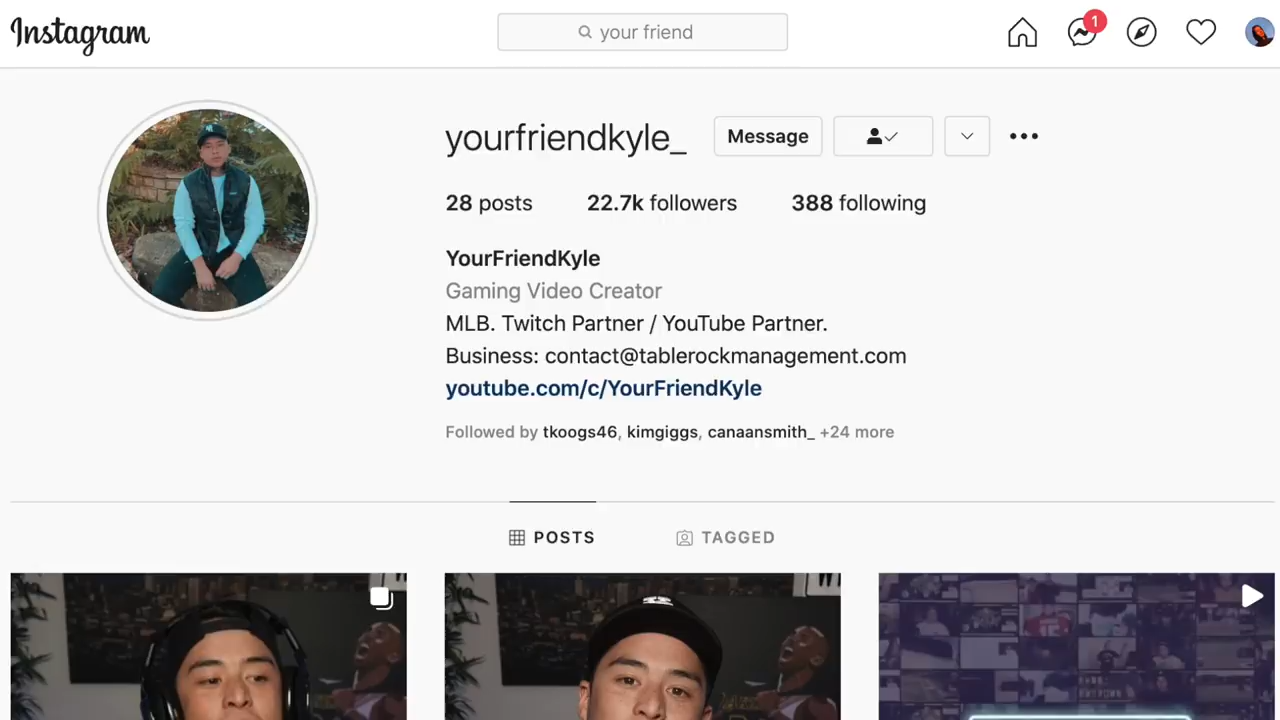 Instagram
your friend
1
yourfriendkyle_
Message
28 posts
22.7k followers
388 following
YourFriendKyle
Gaming Video Creator
MLB. Twitch Partner / YouTube Partner.
Business: contact@tablerockmanagement.com
youtube.com/c/YourFriendKyle
Followed by tkoogs46, kimgiggs, canaansmith_ +24 more
POSTS
TAGGED